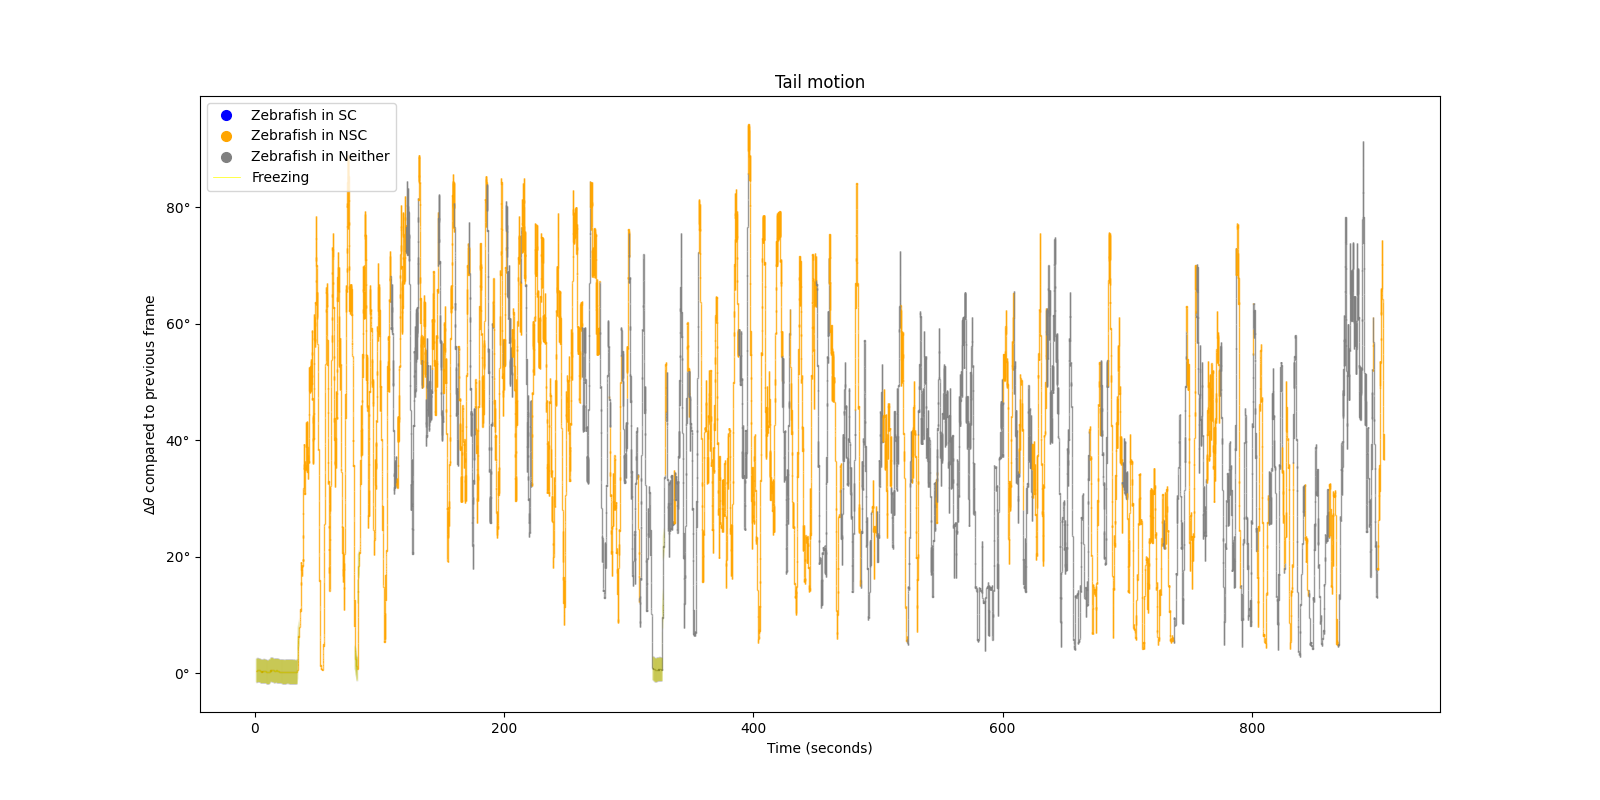 Tail motion
Zebrafish in SC
Zebrafish in NSC
Zebrafish in Neither
Freezing
80°
60°
40°
20°
0°
Δθ compared to previous frame
0 200 400 600 800
Time (seconds)